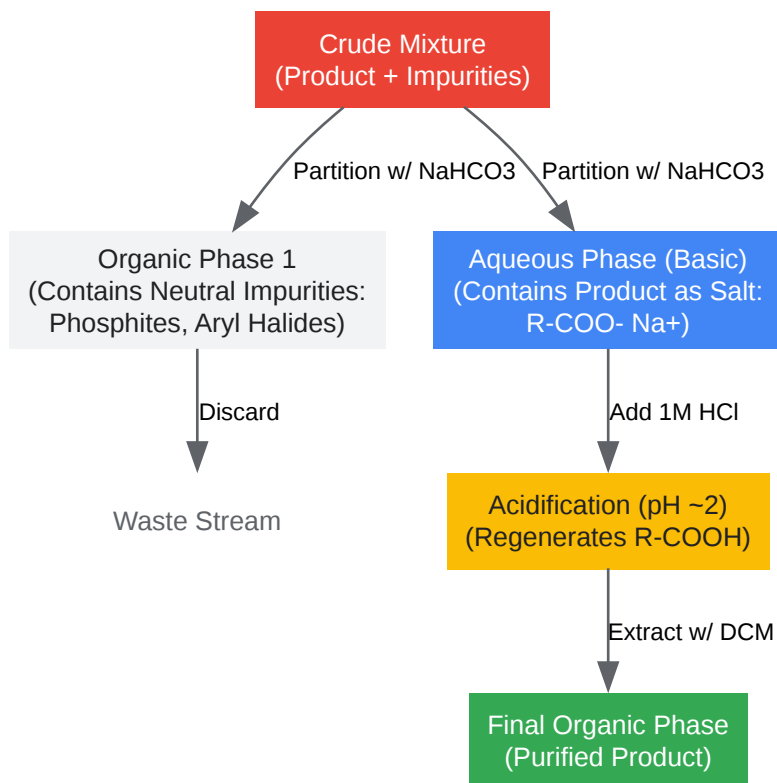 Crude Mixture
(Product + Impurities)
Partition w/ NaHCO3
Partition w/ NaHCO3
Organic Phase 1
(Contains Neutral Impurities:
Phosphites, Aryl Halides)
Aqueous Phase (Basic)
(Contains Product as Salt:
R-COO- Na+)
Discard
Add 1M HCl
Waste Stream
Acidification (pH ~2)
(Regenerates R-COOH)
Extract w/ DCM
Final Organic Phase
(Purified Product)